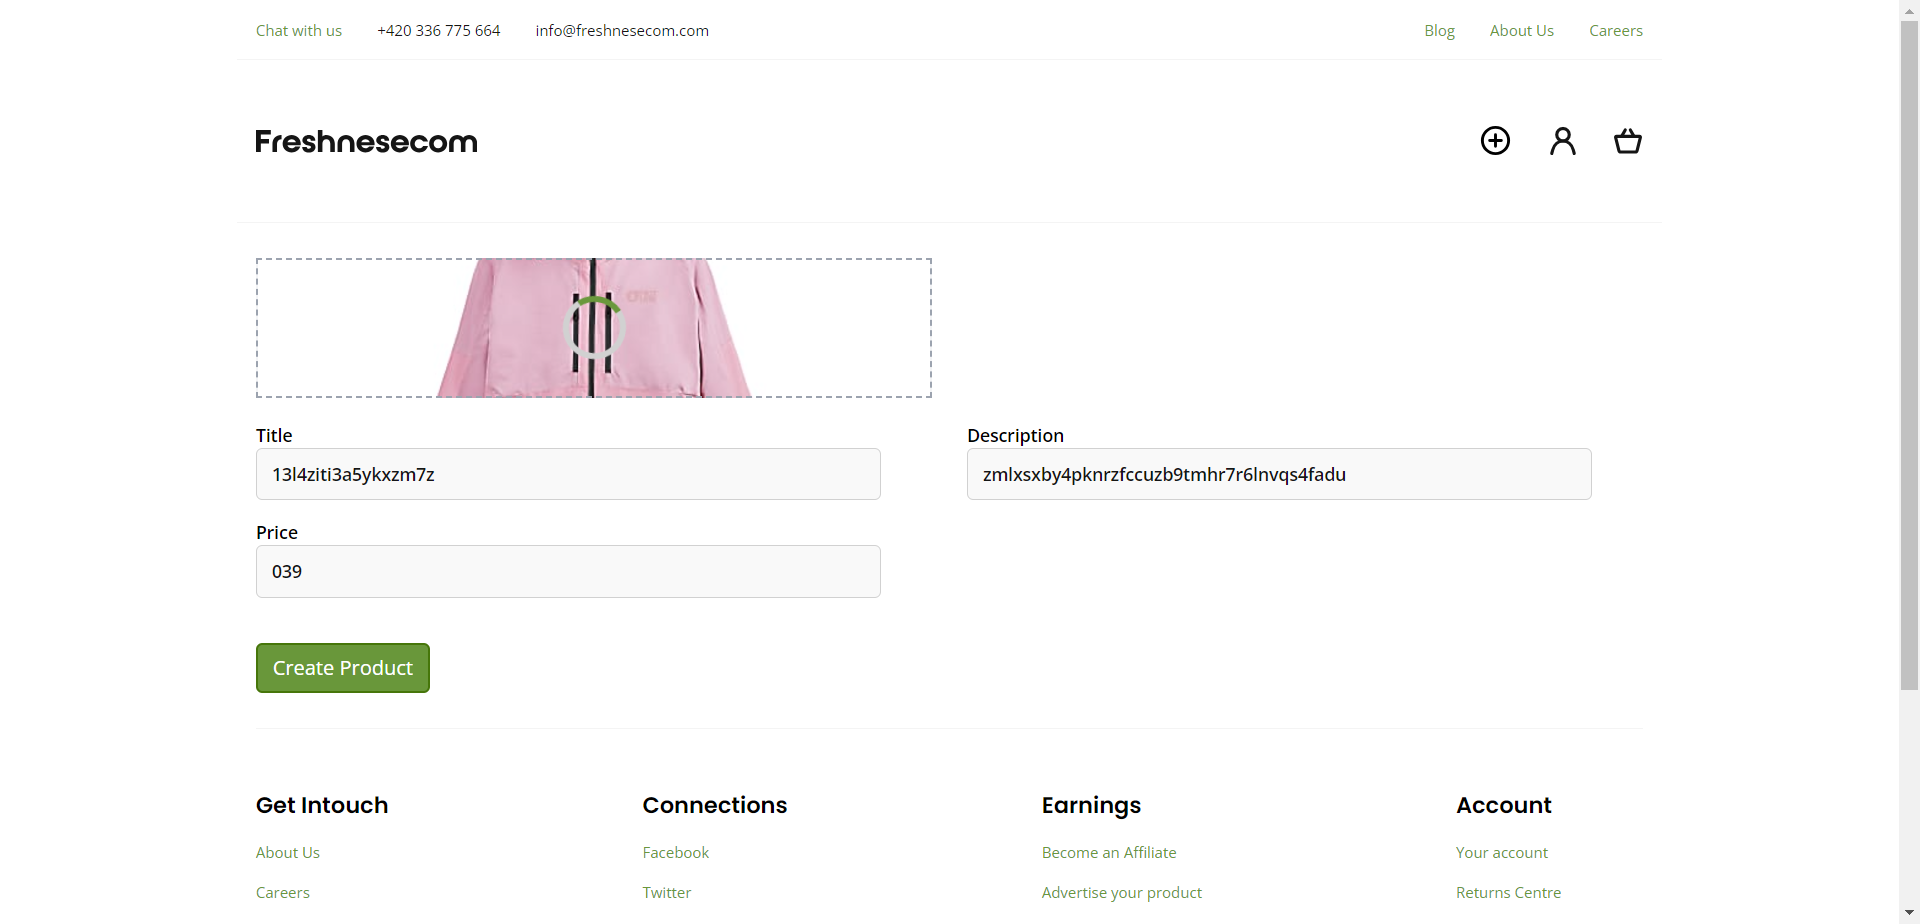 Chat with us +420 336 775 664 info@freshnesecom.com Blog About Us Careers
Freshnesecom
Title Description
13l4ziti3a5ykxzm7z zmlxsxby4pknrzfccuzb9tmhr7r6lnvqs4fadu
Price
039
Create Product
Get Intouch Connections Earnings Account
About Us Facebook Become an Affiliate Your account
Careers Twitter Advertise your product Returns Centre